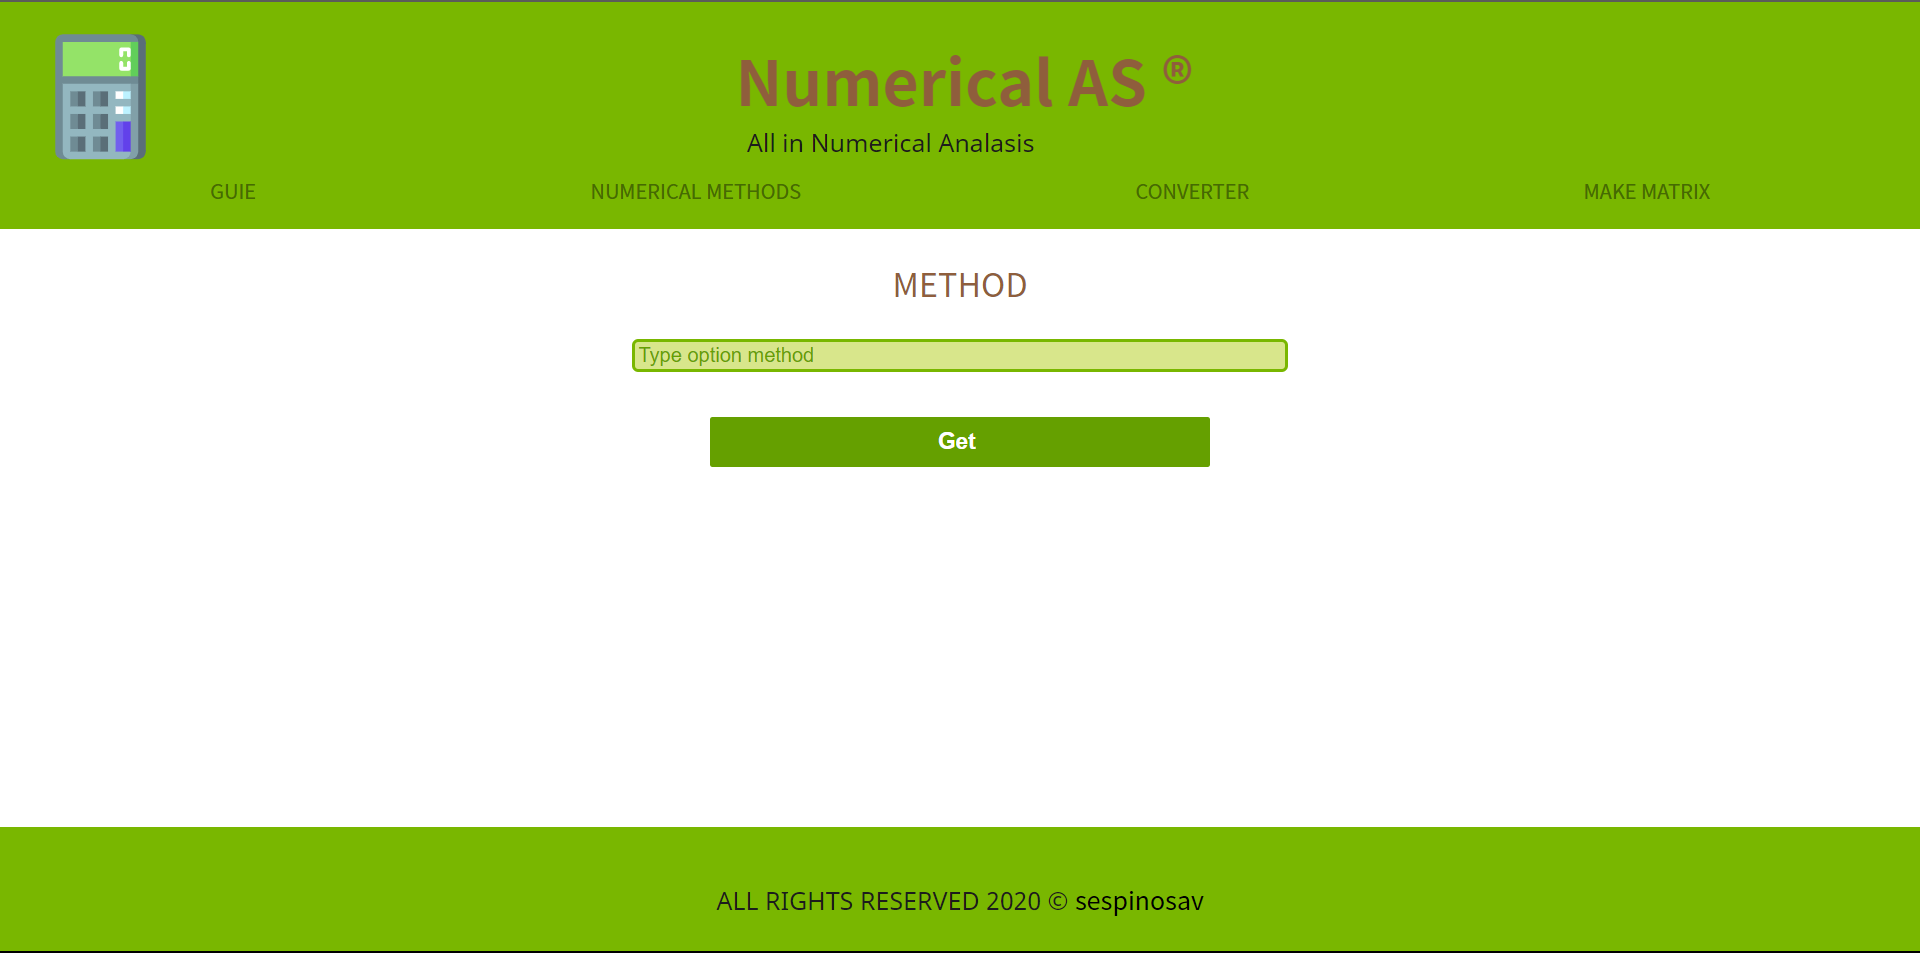 0
Numerical AS ®
All in Numerical Analasis
GUIE
NUMERICAL METHODS
CONVERTER
MAKE MATRIX
METHOD
Type option method
Get
ALL RIGHTS RESERVED 2020 © sespinosav